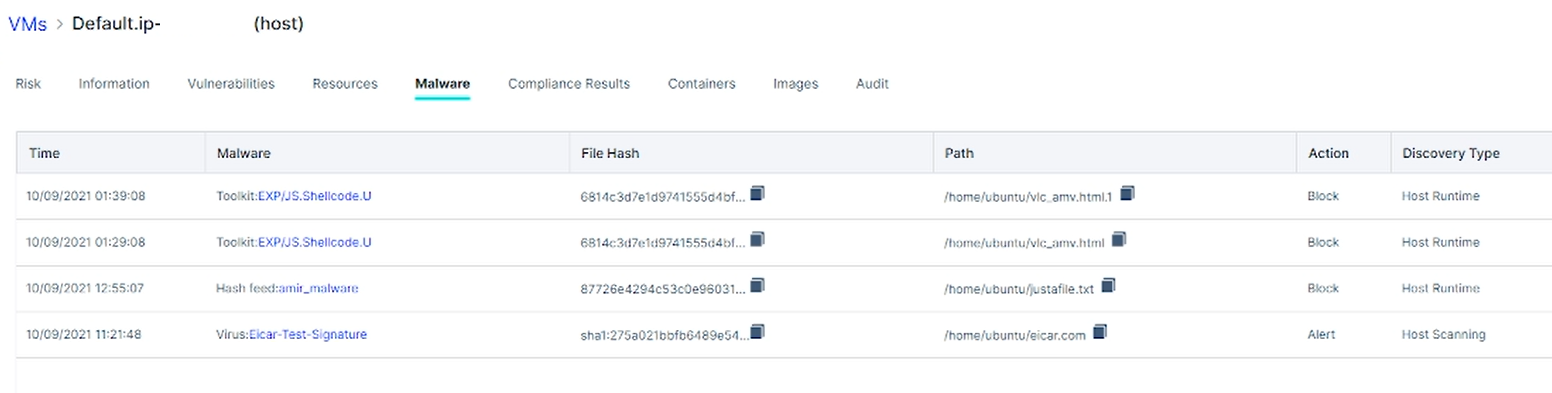 VMs > Default.ip- (host)
Risk Information Vulnerabilities Resources Malware Compliance Results Containers Images Audit
Time Malware File Hash Path Action Discovery Type
10/09/2021 01:39:08 Toolkit:EXP/JS.Shellcode.U 6814c3d7e1d9741555d4bf... /home/ubuntu/vlc_amv.html.1 Block Host Runtime
10/09/2021 01:29:08 Toolkit:EXP/JS.Shellcode.U 6814c3d7e1d9741555d4bf... /home/ubuntu/vlc_amv.html Block Host Runtime
10/09/2021 12:55:07 Hash feed:amir_malware 87726e4294c53c0e96031... /home/ubuntu/justafile.txt Block Host Runtime
10/09/2021 11:21:48 Virus:Eicar-Test-Signature sha1:275a021bbfb6489e54... /home/ubuntu/eicar.com Alert Host Scanning